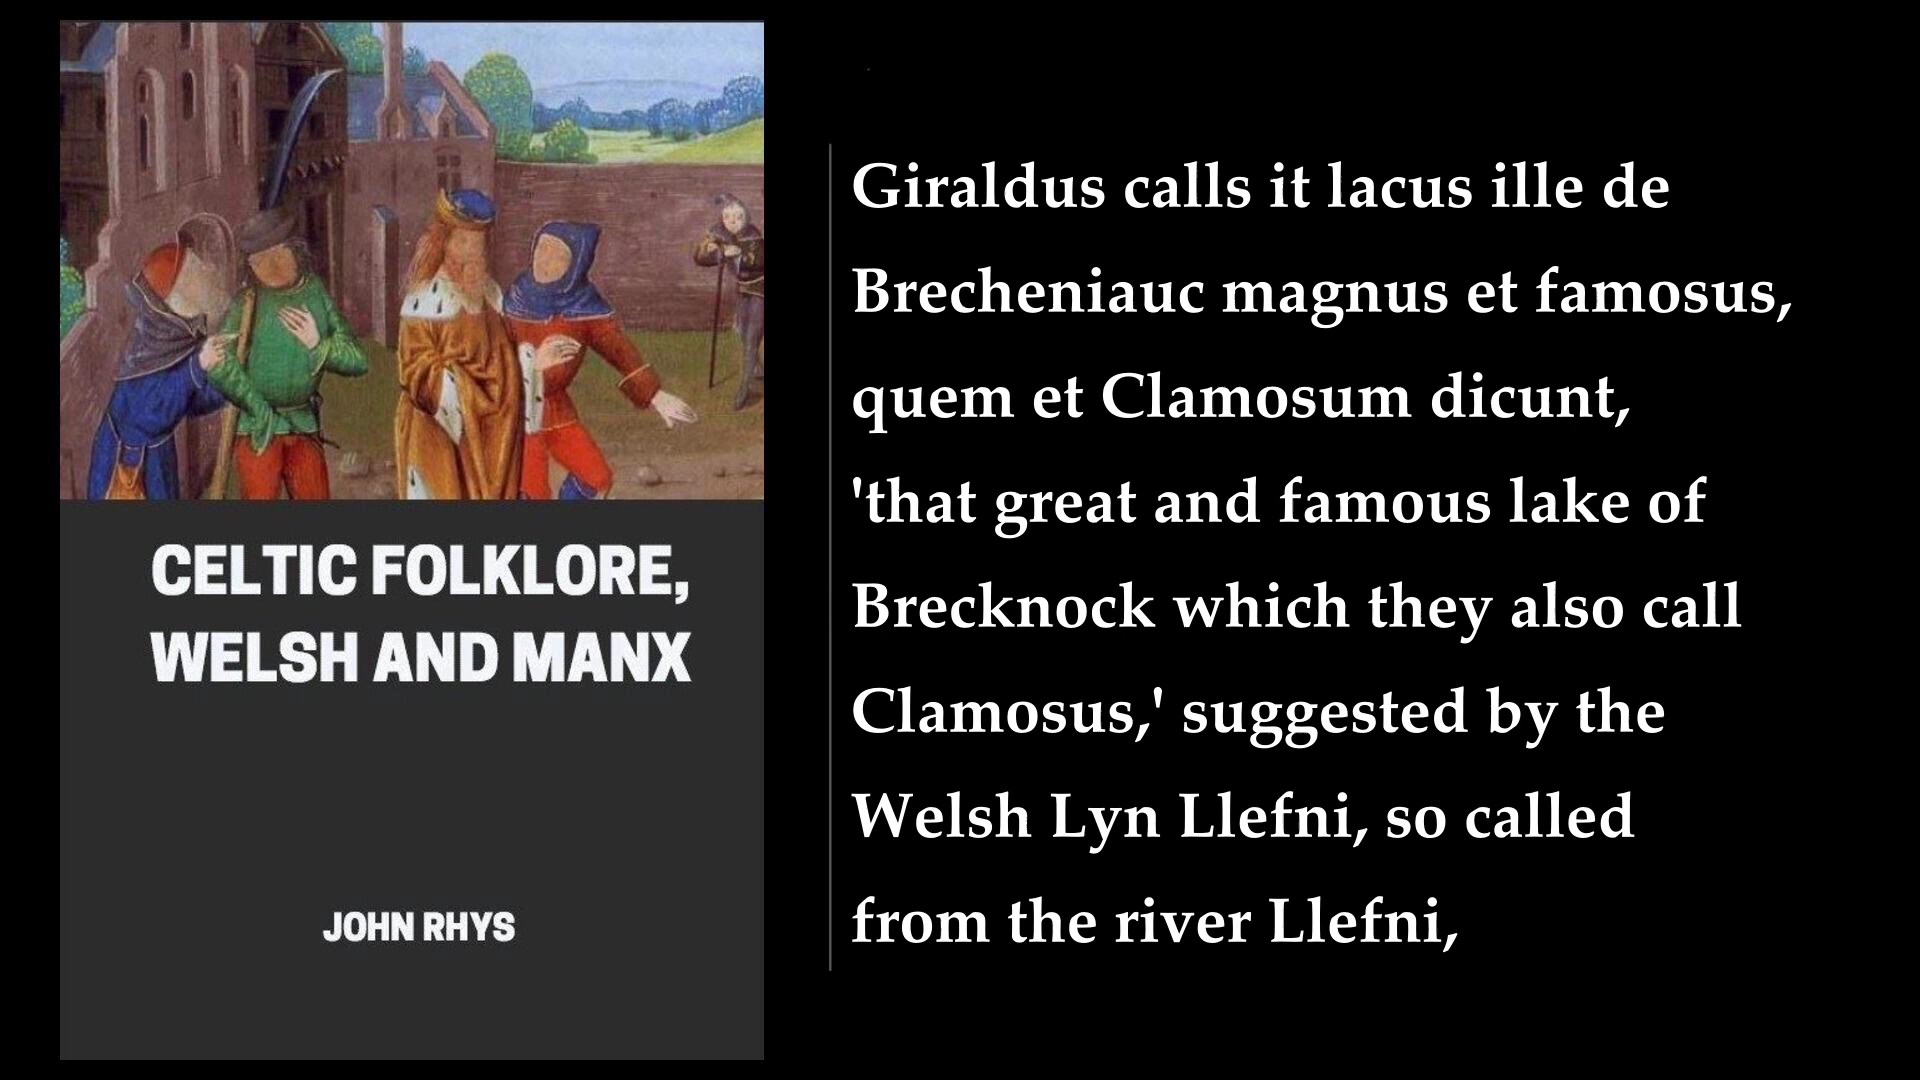 CELTIC FOLKLORE,
WELSH AND MANX
JOHN RHYS
Giraldus calls it lacus ille de
Brecheniauc magnus et famosus,
quem et Clamosum dicunt,
'that great and famous lake of
Brecknock which they also call
Clamosus,' suggested by the
Welsh Lyn Llefni, so called
from the river Llefni,